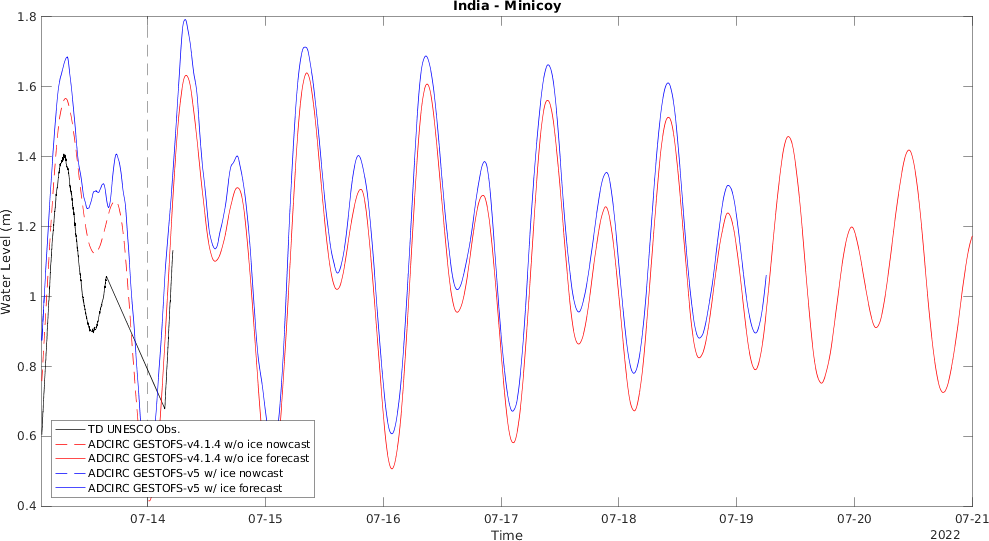 India - Minicoy
Water Level (m)
1.8
1.6
1.4
1.2
1
0.8
0.6
0.4
TD UNESCO Obs.
ADCIRC GESTOFS-v4.1.4 w/o ice nowcast
ADCIRC GESTOFS-v4.1.4 w/o ice forecast
ADCIRC GESTOFS-v5 w/ ice nowcast
ADCIRC GESTOFS-v5 w/ ice forecast
07-14 07-15 07-16 07-17 07-18 07-19 07-20 07-21
Time
2022